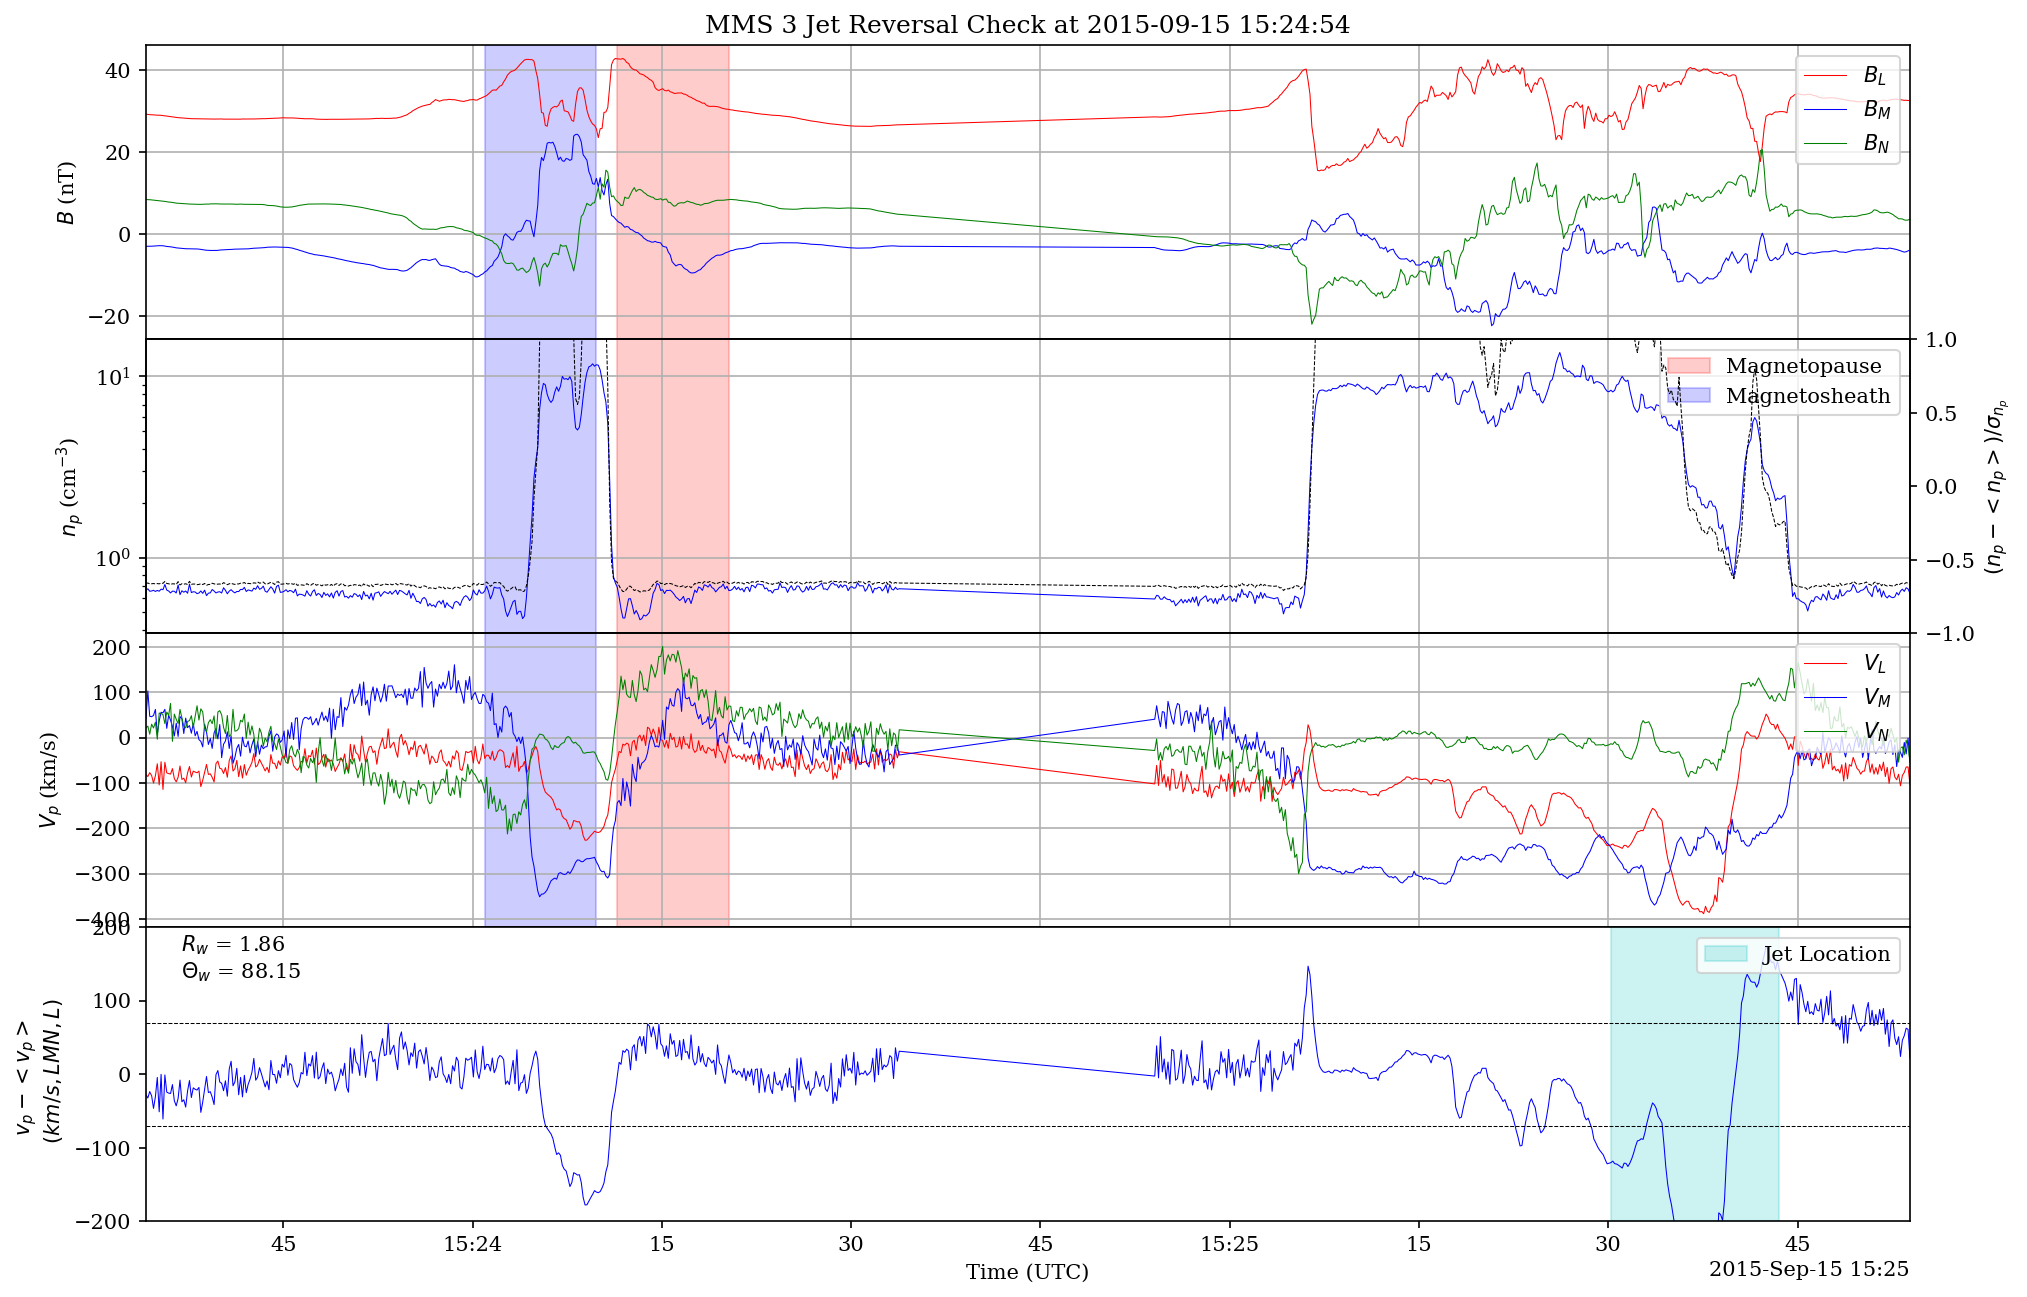 MMS 3 Jet Reversal Check at 2015-09-15 15:24:54
B (nT)
40
20
0
−20
B_L
B_M
B_N
n_p (cm^{−3})
10^1
10^0
Magnetopause
Magnetosheath
1.0
0.5
0.0
−0.5
−1.0
(n_p − < n_p >)/σ_{n_p}
V_p (km/s)
200
100
0
−100
−200
−300
−400
V_L
V_M
V_N
v_p − < v_p >
(km/s, LMN, L)
200
100
0
−100
−200
R_w = 1.86
Θ_w = 88.15
Jet Location
45
15:24
15
30
45
15:25
15
30
45
Time (UTC)
2015-Sep-15 15:25